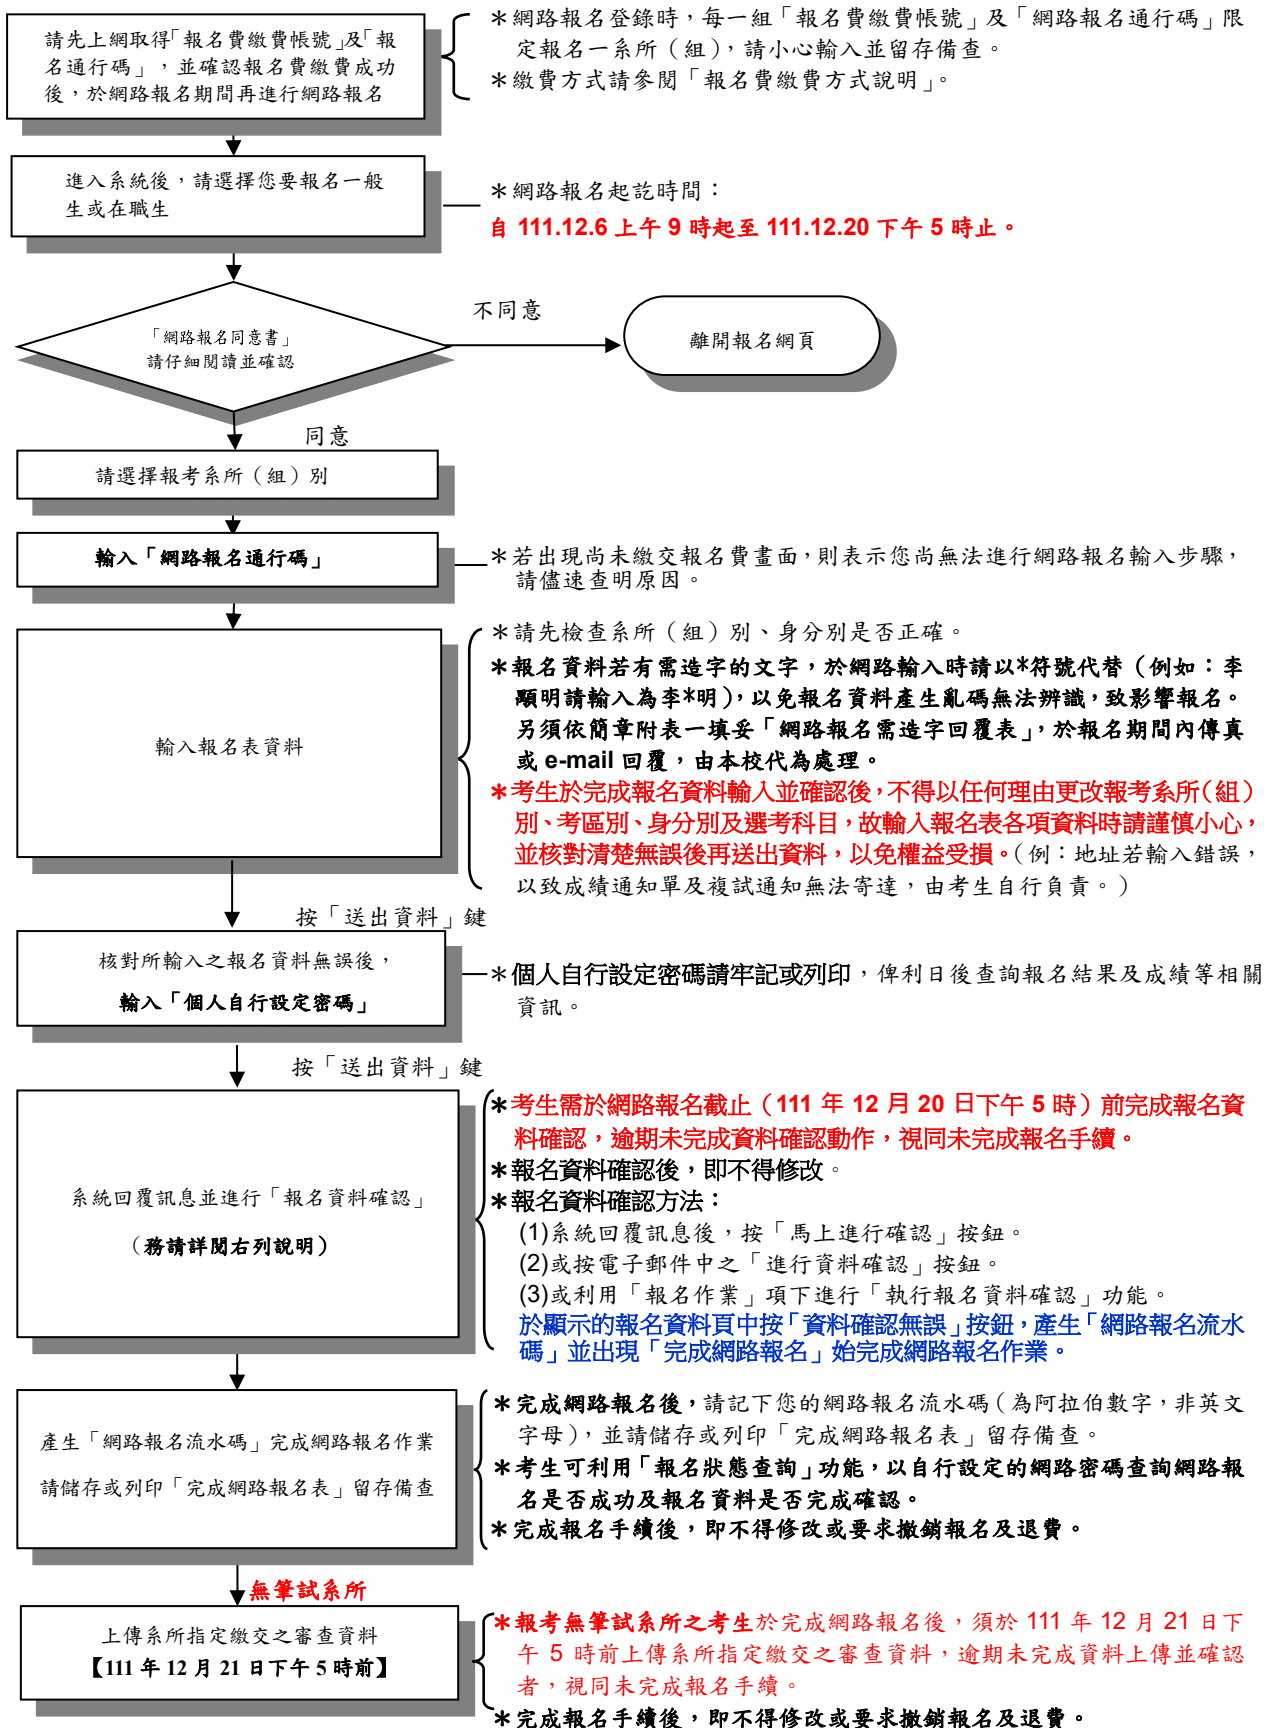 請先上網取得「報名費繳費帳號」及「報
名通行碼」，並確認報名費繳費成功
後，於網路報名期間再進行網路報名
＊網路報名登錄時，每一組「報名費繳費帳號」及「網路報名通行碼」限
定報名一系所（組），請小心輸入並留存備查。
＊繳費方式請參閱「報名費繳費方式說明」。
進入系統後，請選擇您要報名一般
生或在職生
＊網路報名起訖時間：
自 111.12.6 上午 9 時起至 111.12.20 下午 5 時止。
「網路報名同意書」
請仔細閱讀並確認
不同意
離開報名網頁
同意
請選擇報考系所（組）別
輸入「網路報名通行碼」
＊若出現尚未繳交報名費畫面，則表示您尚無法進行網路報名輸入步驟，
請儘速查明原因。
輸入報名表資料
＊請先檢查系所（組）別、身分別是否正確。
＊報名資料若有需造字的文字，於網路輸入時請以*符號代替（例如：李
顯明請輸入為李*明），以免報名資料產生亂碼無法辨識，致影響報名。
另須依簡章附表一填妥「網路報名需造字回覆表」，於報名期間內傳真
或 e-mail 回覆，由本校代為處理。
＊考生於完成報名資料輸入並確認後，不得以任何理由更改報考系所（組）
別、考區別、身分別及選考科目，故輸入報名表各項資料時請謹慎小心，
並核對清楚無誤後再送出資料，以免權益受損。（例：地址若輸入錯誤，
以致成績通知單及複試通知無法寄達，由考生自行負責。）
按「送出資料」鍵
核對所輸入之報名資料無誤後，
輸入「個人自行設定密碼」
＊個人自行設定密碼請牢記或列印，俾利日後查詢報名結果及成績等相關
資訊。
按「送出資料」鍵
系統回覆訊息並進行「報名資料確認」
（務請詳閱右列說明）
＊考生需於網路報名截止（111 年 12 月 20 日下午 5 時）前完成報名資
料確認，逾期未完成資料確認動作，視同未完成報名手續。
＊報名資料確認後，即不得修改。
＊報名資料確認方法：
(1)系統回覆訊息後，按「馬上進行確認」按鈕。
(2)或按電子郵件中之「進行資料確認」按鈕。
(3)或利用「報名作業」項下進行「執行報名資料確認」功能。
於顯示的報名資料頁中按「資料確認無誤」按鈕，產生「網路報名流水
碼」並出現「完成網路報名」始完成網路報名作業。
產生「網路報名流水碼」完成網路報名作業
請儲存或列印「完成網路報名表」留存備查
＊完成網路報名後，請記下您的網路報名流水碼（為阿拉伯數字，非英文
字母），並請儲存或列印「完成網路報名表」留存備查。
＊考生可利用「報名狀態查詢」功能，以自行設定的網路密碼查詢網路報
名是否成功及報名資料是否完成確認。
＊完成報名手續後，即不得修改或要求撤銷報名及退費。
無筆試系所
上傳系所指定繳交之審查資料
【111 年 12 月 21 日下午 5 時前】
＊報考無筆試系所之考生於完成網路報名後，須於 111 年 12 月 21 日下
午 5 時前上傳系所指定繳交之審查資料，逾期未完成資料上傳並確認
者，視同未完成報名手續。
＊完成報名手續後，即不得修改或要求撤銷報名及退費。